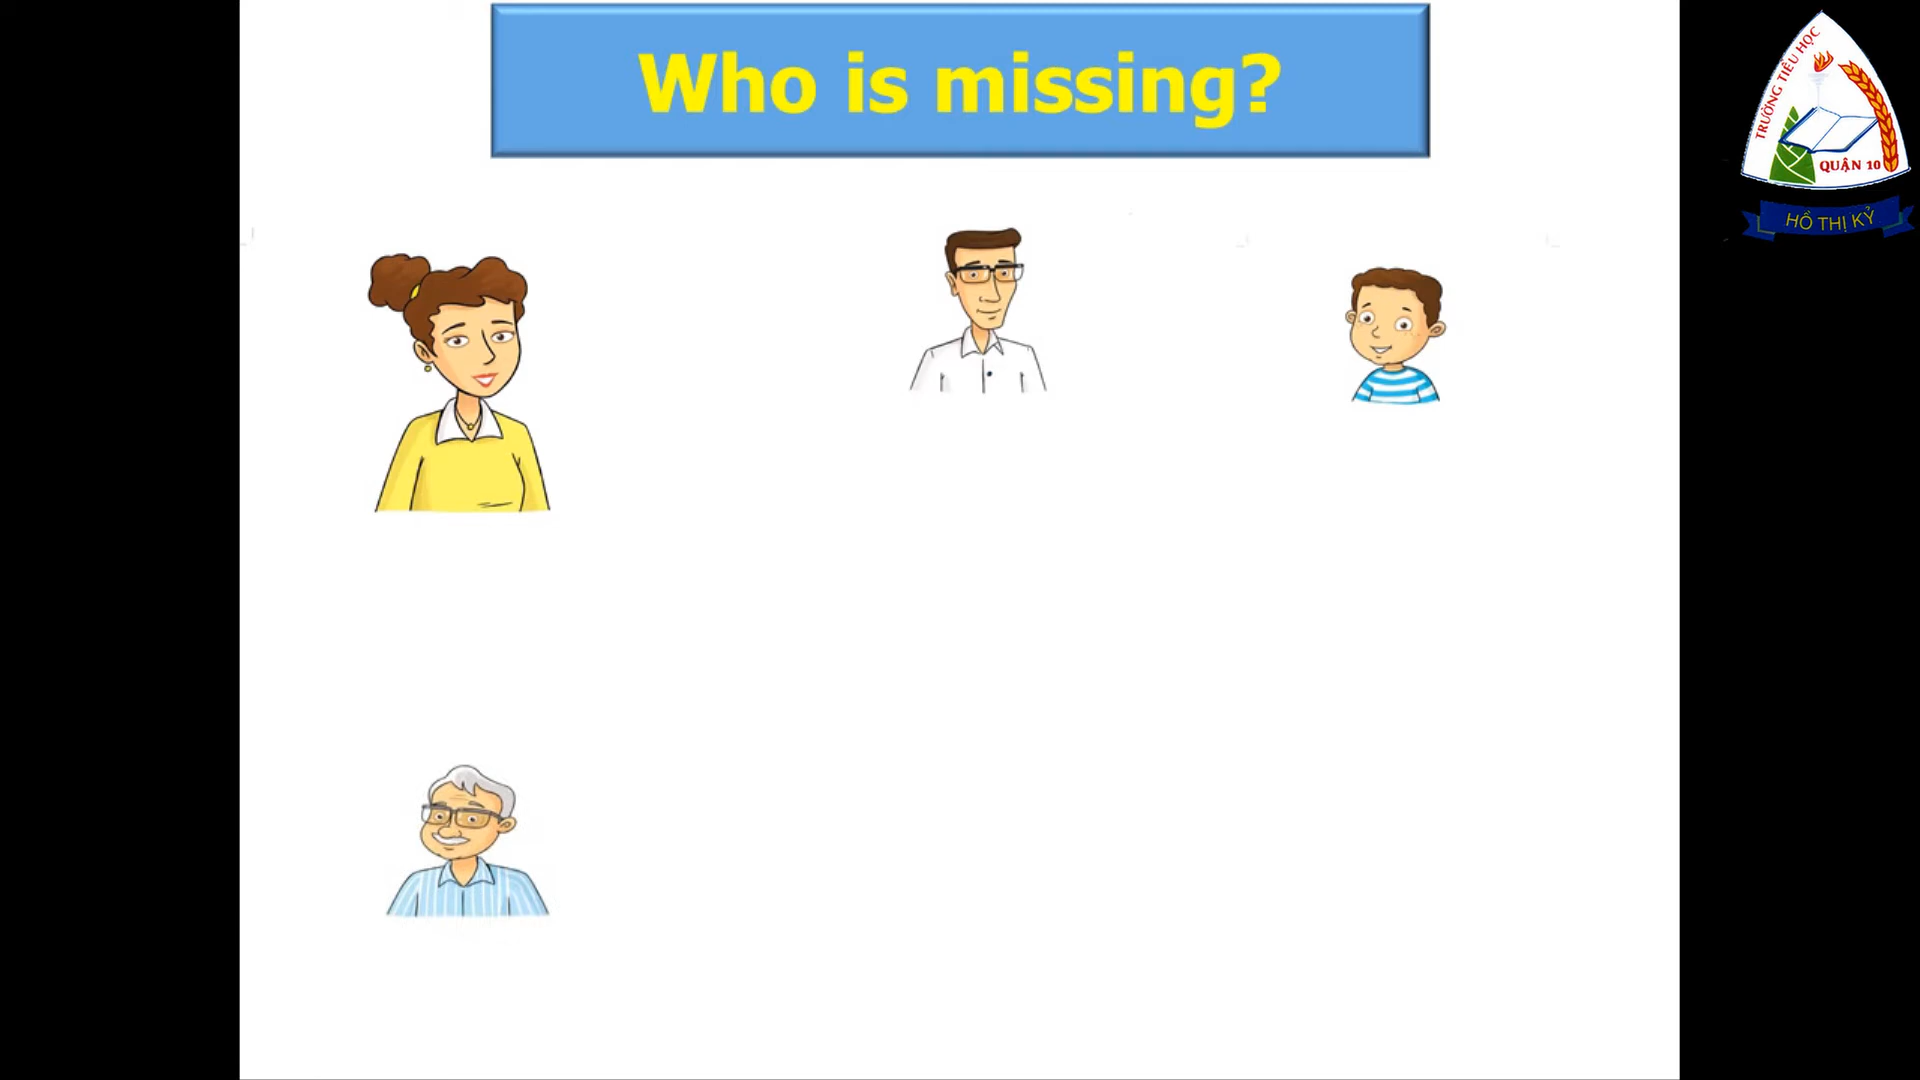 Who is missing?
TRƯỜNG TIỂU HỌC
QUẬN 10
HỒ THỊ KỶ